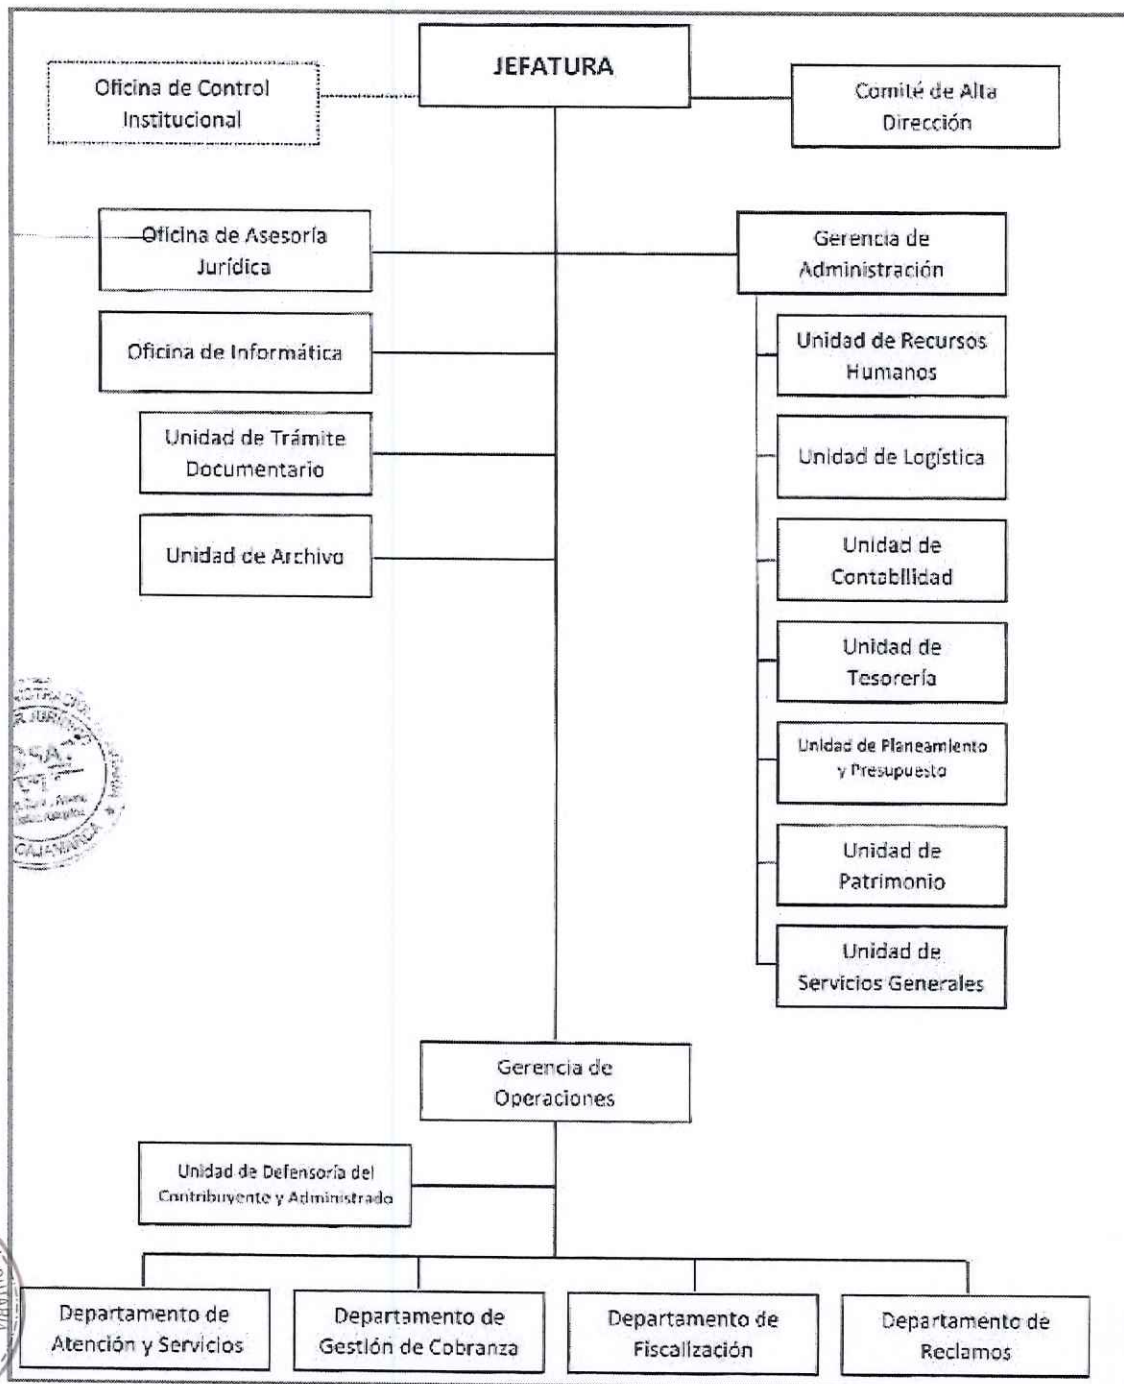 JEFATURA
Oficina de Control
Institucional
Comité de Alta
Dirección
Oficina de Asesoría
Jurídica
Gerencia de
Administración
Oficina de Informática
Unidad de Recursos
Humanos
Unidad de Trámite
Documentario
Unidad de Logística
Unidad de Archivo
Unidad de
Contabilidad
Unidad de
Tesorería
Unidad de Planeamiento
y Presupuesto
Unidad de
Patrimonio
Unidad de
Servicios Generales
CAJAMARCA
Gerencia de
Operaciones
Unidad de Defensoría del
Contribuyente y Administrado
Departamento de
Atención y Servicios
Departamento de
Gestión de Cobranza
Departamento de
Fiscalización
Departamento de
Reclamos